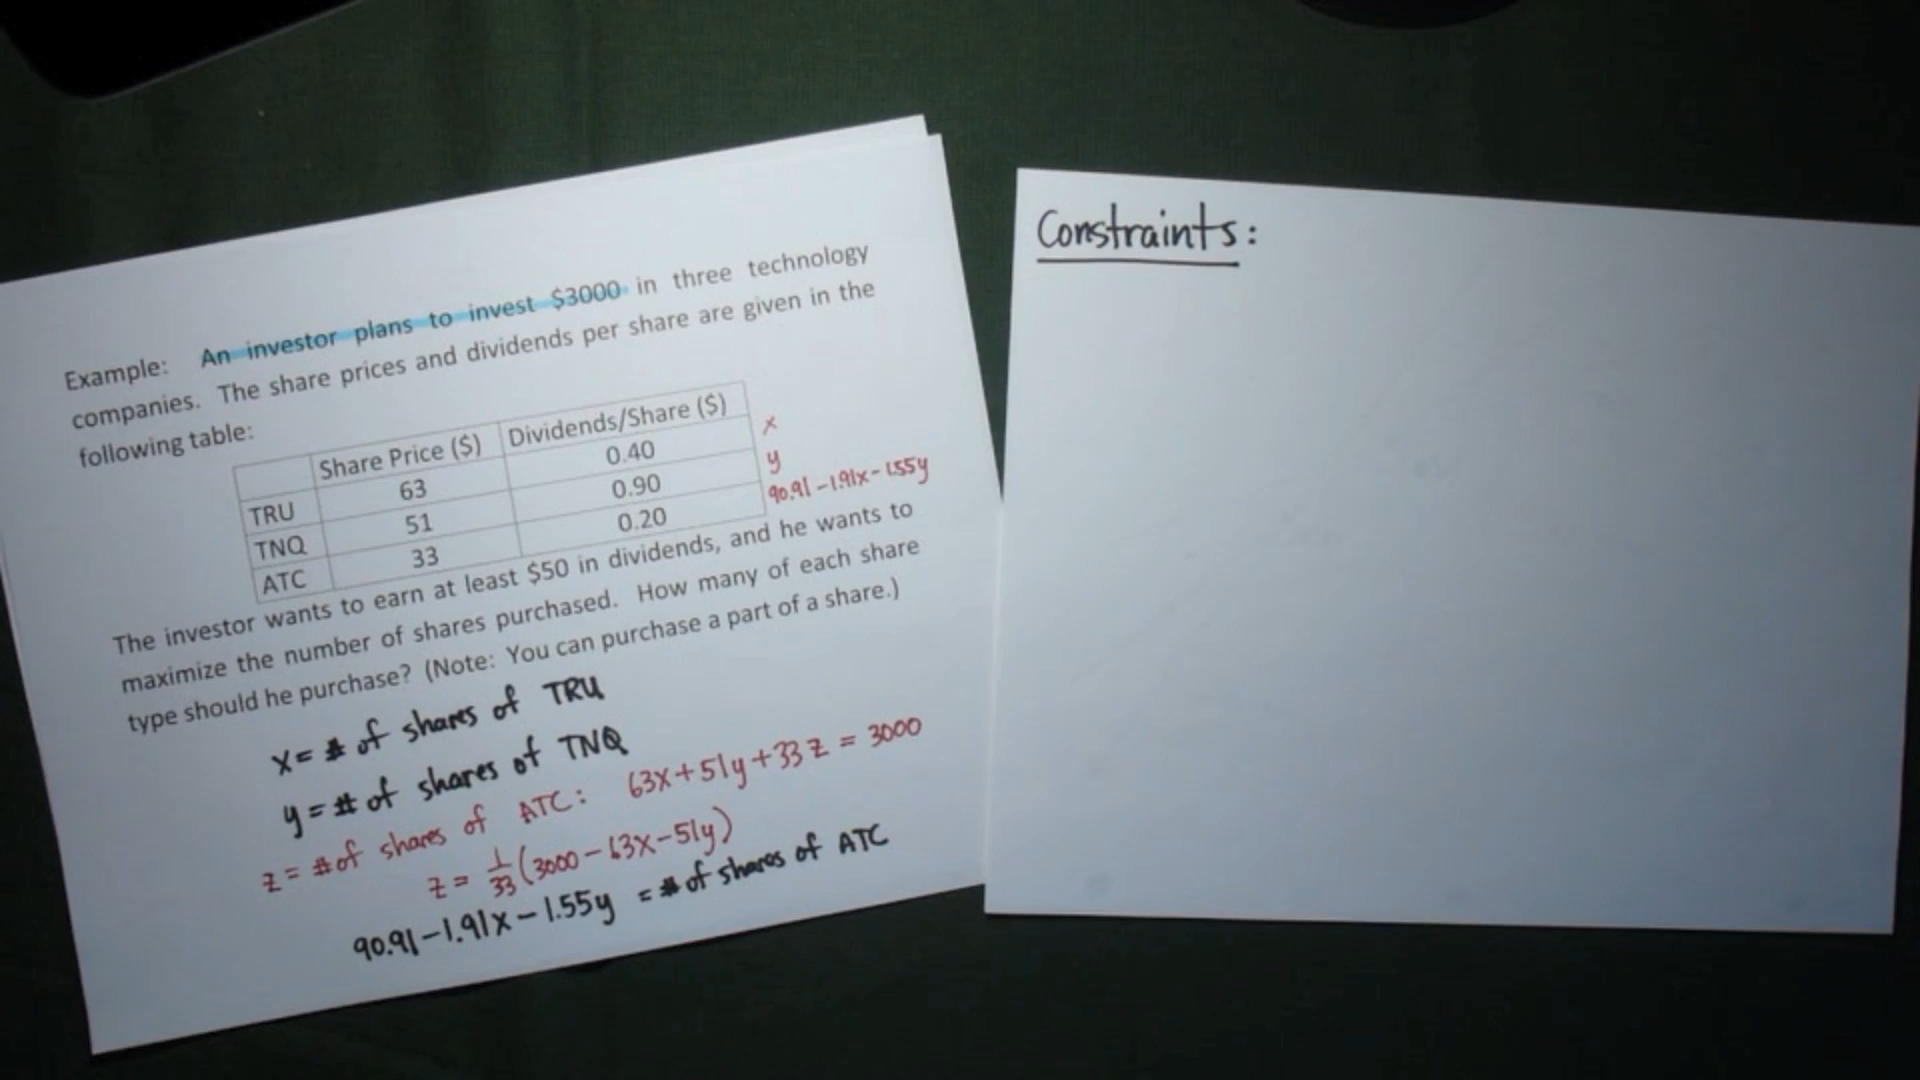 Example: An investor plans to invest $3000 in three technology
companies. The share prices and dividends per share are given in the
following table:
Share Price ($) Dividends/Share ($)
TRU 63 0.40 x
TNQ 51 0.90 y
ATC 33 0.20 90.91-1.91x-1.55y
The investor wants to earn at least $50 in dividends, and he wants to
maximize the number of shares purchased. How many of each share
type should he purchase? (Note: You can purchase a part of a share.)
x = # of shares of TRU
y = # of shares of TNQ
z = # of shares of ATC: 63x+51y+33z = 3000
z = 1/33 (3000-63x-51y)
90.91-1.91x-1.55y = # of shares of ATC
Constraints: